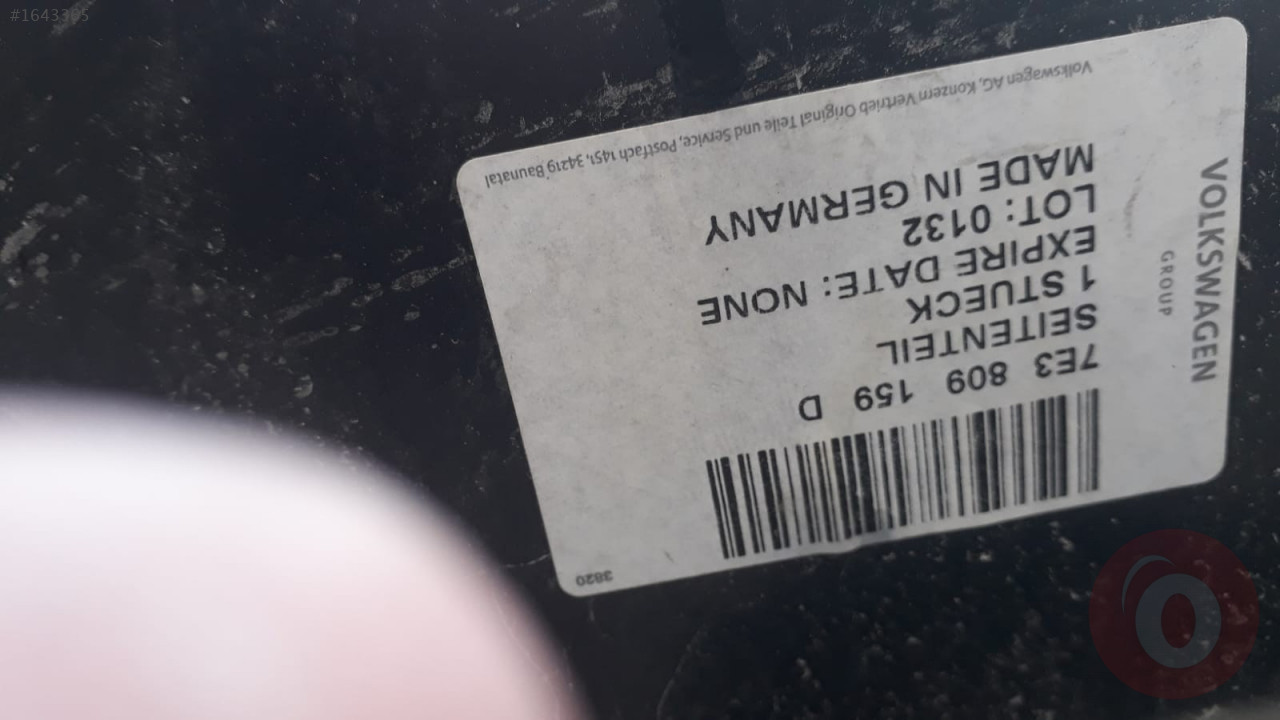 #1643395
7E3 809 159 D
SEITENTEIL
1 STUECK
EXPIRE DATE: NONE
LOT: 0132
MADE IN GERMANY
Volkswagen AG, Konzern Vertrieb Original Teile und Service, Postfach 1451, 34219 Baunatal
VOLKSWAGEN
GROUP
3820